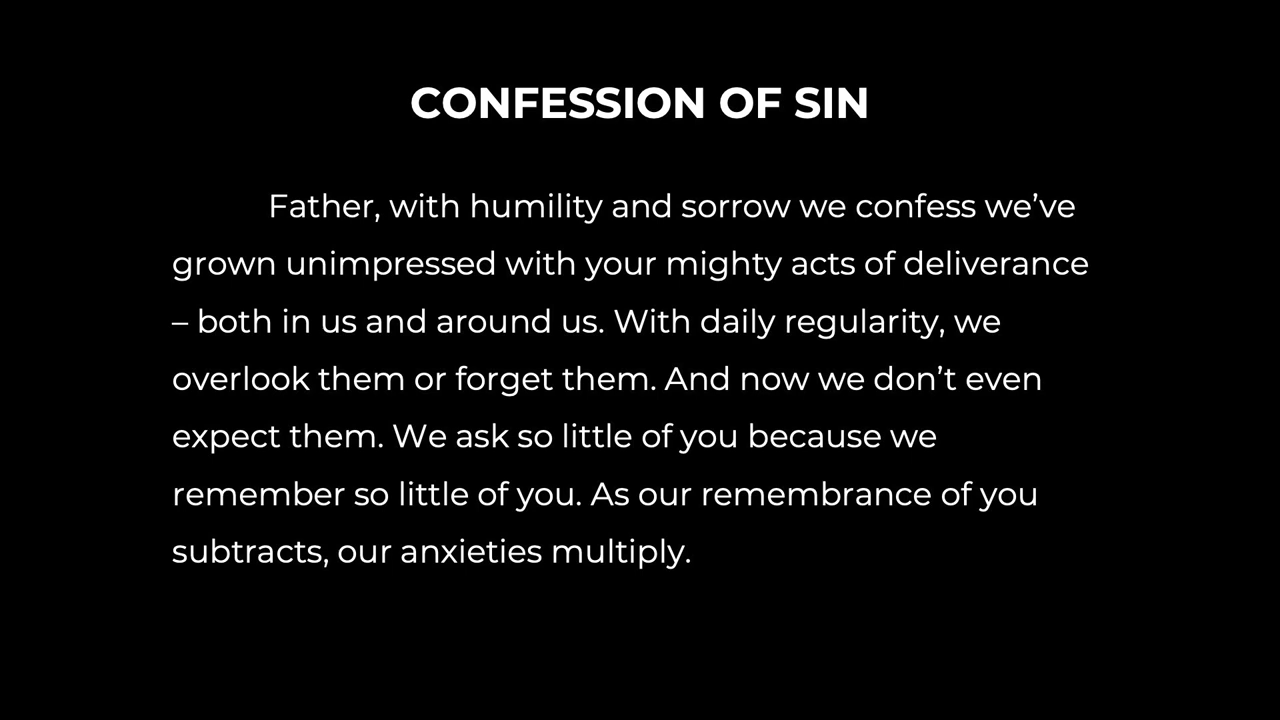 CONFESSION OF SIN
Father, with humility and sorrow we confess we’ve
grown unimpressed with your mighty acts of deliverance
– both in us and around us. With daily regularity, we
overlook them or forget them. And now we don’t even
expect them. We ask so little of you because we
remember so little of you. As our remembrance of you
subtracts, our anxieties multiply.